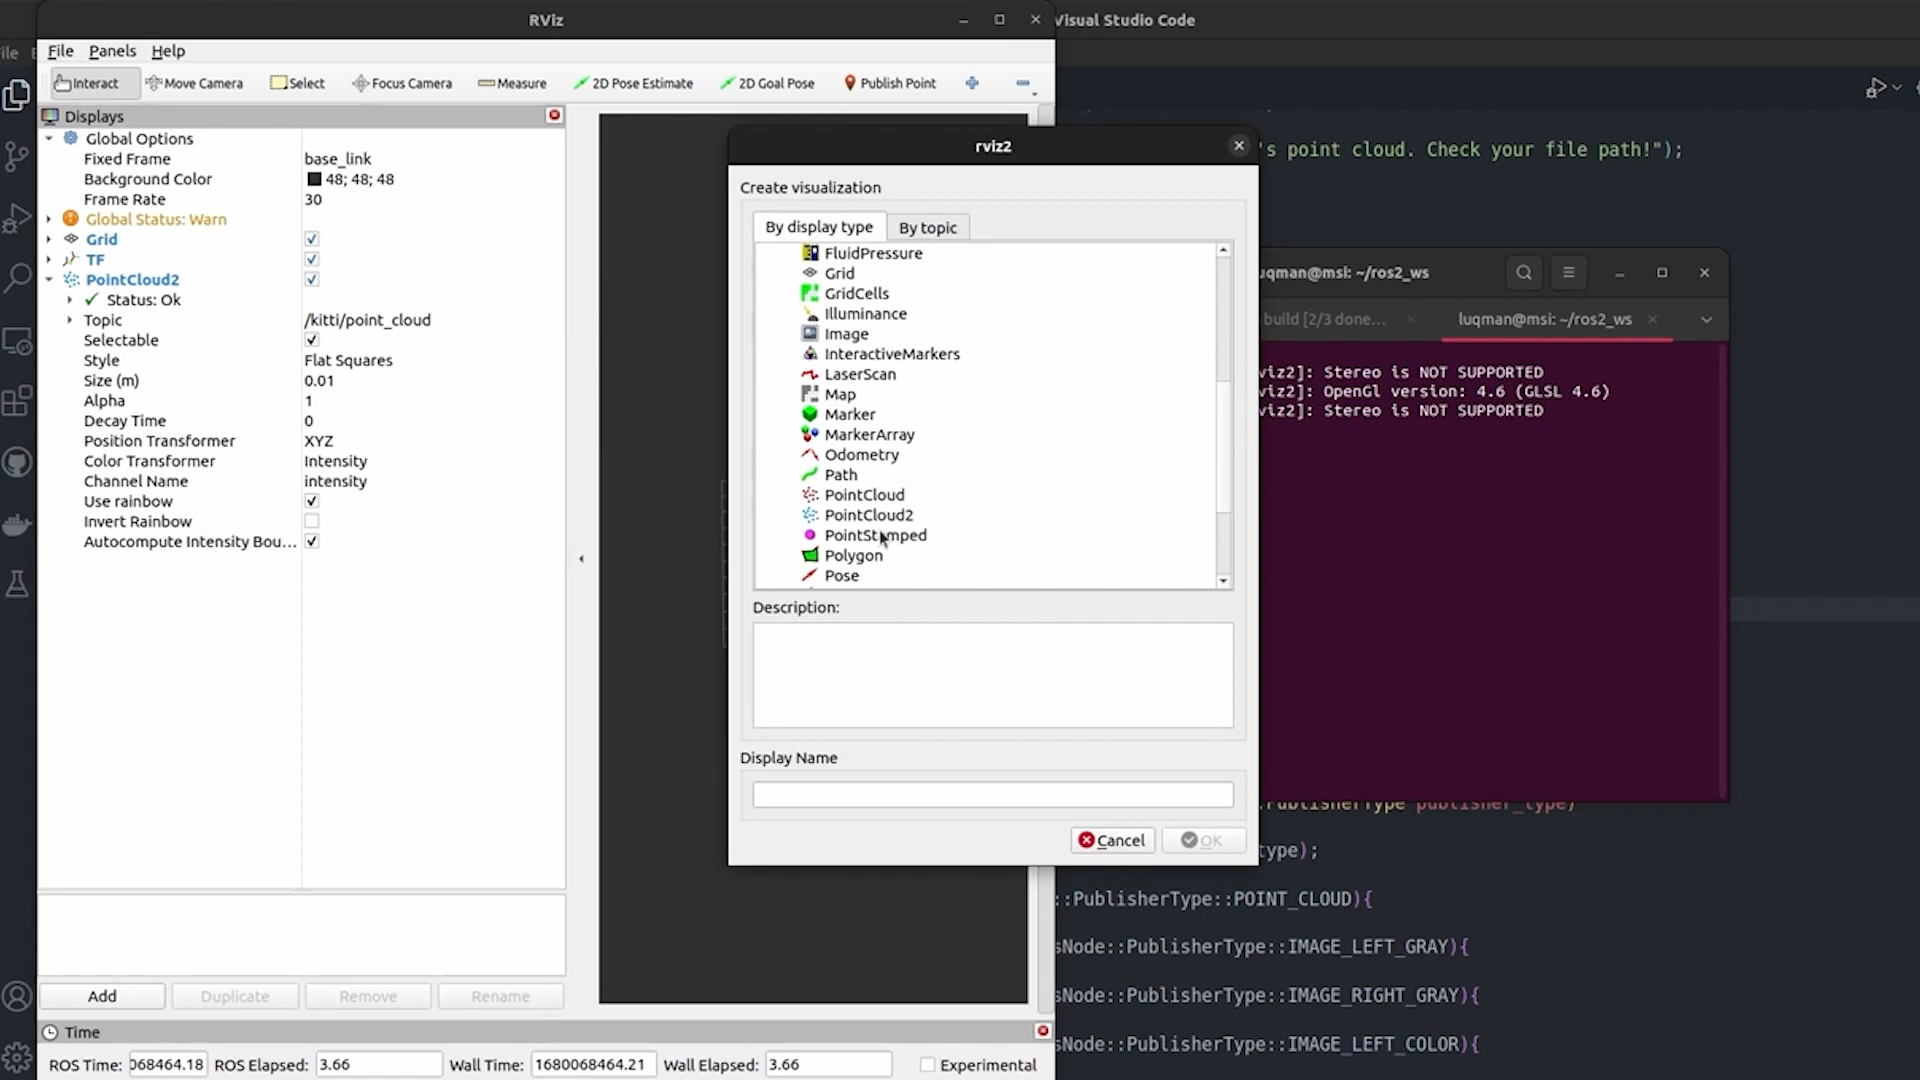 RViz
File Panels Help
Interact Move Camera Select Focus Camera Measure 2D Pose Estimate 2D Goal Pose Publish Point
Displays
Global Options
Fixed Frame base_link
Background Color 48; 48; 48
Frame Rate 30
Global Status: Warn
Grid
TF
PointCloud2
Status: Ok
Topic /kitti/point_cloud
Selectable
Style Flat Squares
Size (m) 0.01
Alpha 1
Decay Time 0
Position Transformer XYZ
Color Transformer Intensity
Channel Name intensity
Use rainbow
Invert Rainbow
Autocompute Intensity Bou...
Add Duplicate Remove Rename
Time
ROS Time: 068464.18 ROS Elapsed: 3.66 Wall Time: 1680068464.21 Wall Elapsed: 3.66 Experimental
rviz2
Create visualization
By display type By topic
FluidPressure
Grid
GridCells
Illuminance
Image
InteractiveMarkers
LaserScan
Map
Marker
MarkerArray
Odometry
Path
PointCloud
PointCloud2
PointStamped
Polygon
Pose
Description:
Display Name
Cancel OK
Visual Studio Code
's point cloud. Check your file path!");
uqman@msi: ~/ros2_ws
build [2/3 done... luqman@msi: ~/ros2_ws
viz2]: Stereo is NOT SUPPORTED
viz2]: OpenGl version: 4.6 (GLSL 4.6)
viz2]: Stereo is NOT SUPPORTED
PublisherType publisher_type)
type);
::PublisherType::POINT_CLOUD){
sNode::PublisherType::IMAGE_LEFT_GRAY){
sNode::PublisherType::IMAGE_RIGHT_GRAY){
sNode::PublisherType::IMAGE_LEFT_COLOR){